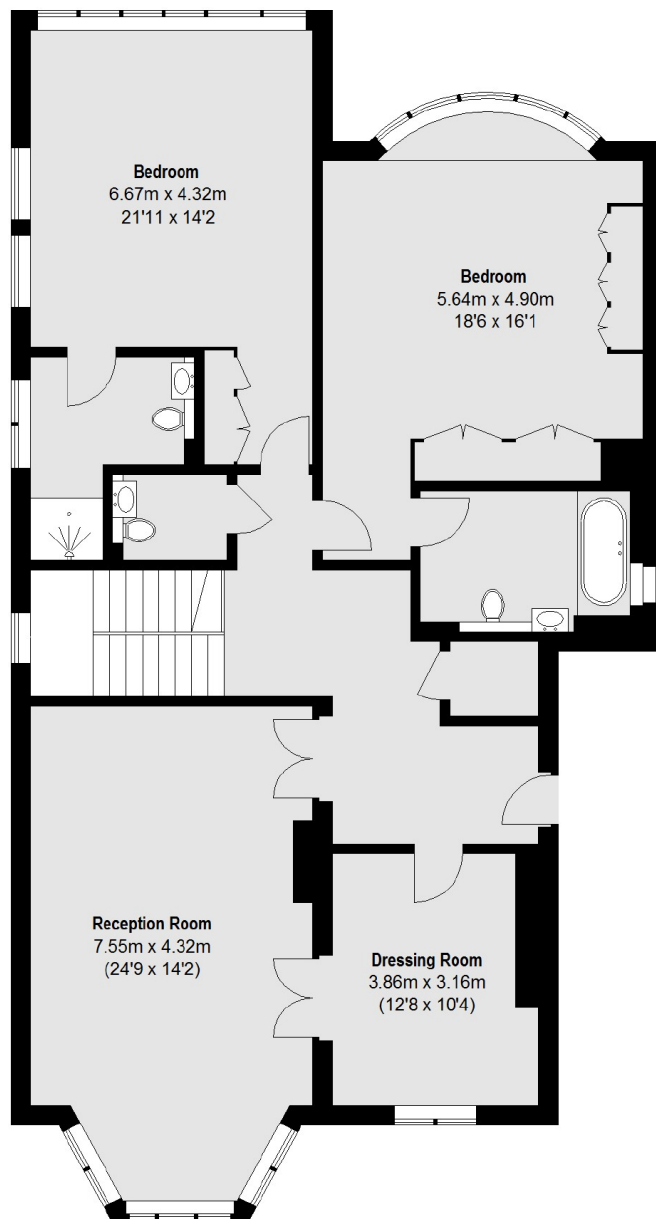 Bedroom
6.67m x 4.32m
21'11 x 14'2
Bedroom
5.64m x 4.90m
18'6 x 16'1
Reception Room
7.55m x 4.32m
(24'9 x 14'2)
Dressing Room
3.86m x 3.16m
(12'8 x 10'4)